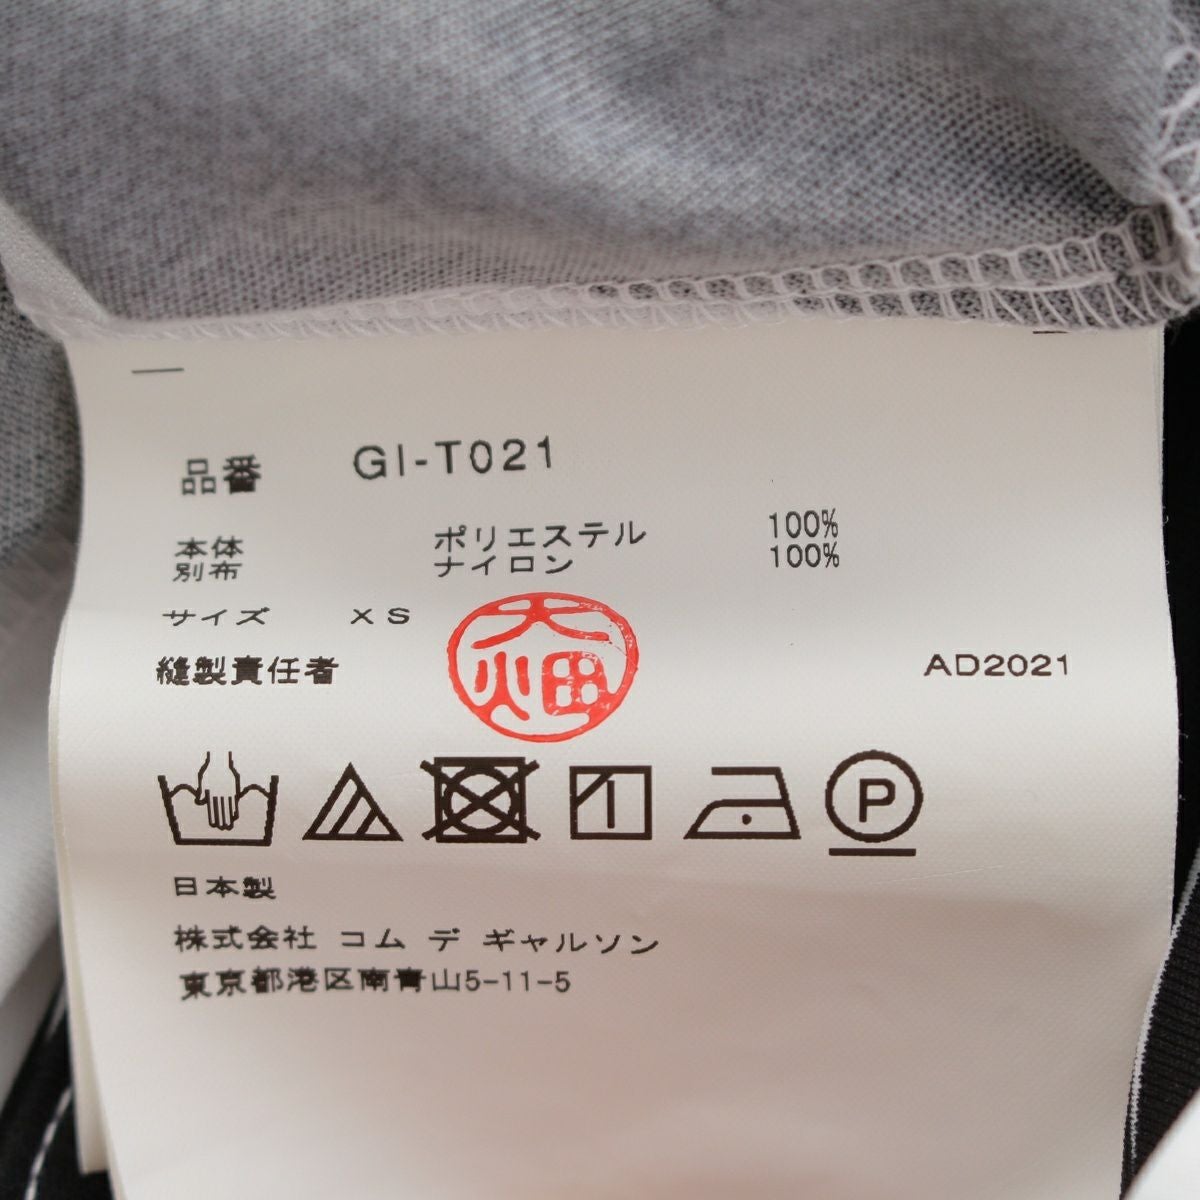 品番 GI-T021
本体 ポリエステル 100%
別布 ナイロン 100%
サイズ XS
縫製責任者 大畑 AD2021
P
日本製
株式会社 コム デ ギャルソン
東京都港区南青山5-11-5